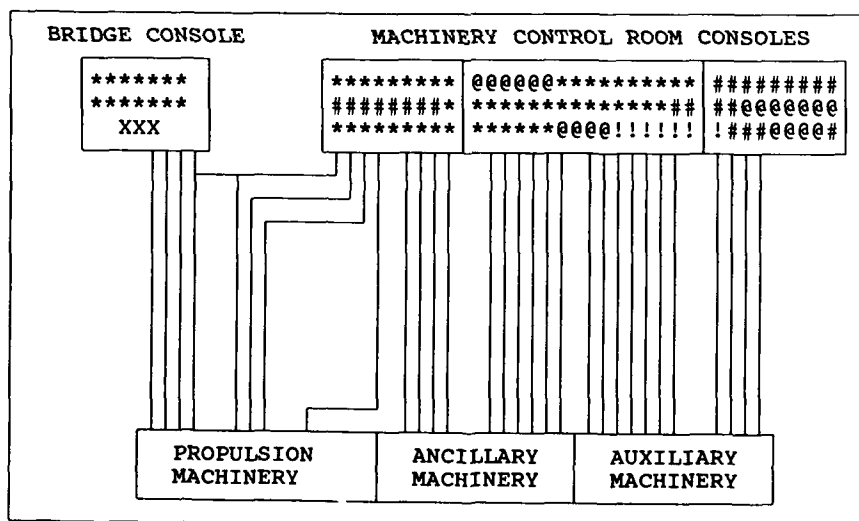 BRIDGE CONSOLE
MACHINERY CONTROL ROOM CONSOLES
*******
*******
XXX
*********
########*
*********
@@@@@@**********
**************##
******@@@@!!!!!!
#########
##@@@@@@@
!###@@@@#
PROPULSION
MACHINERY
ANCILLARY
MACHINERY
AUXILIARY
MACHINERY